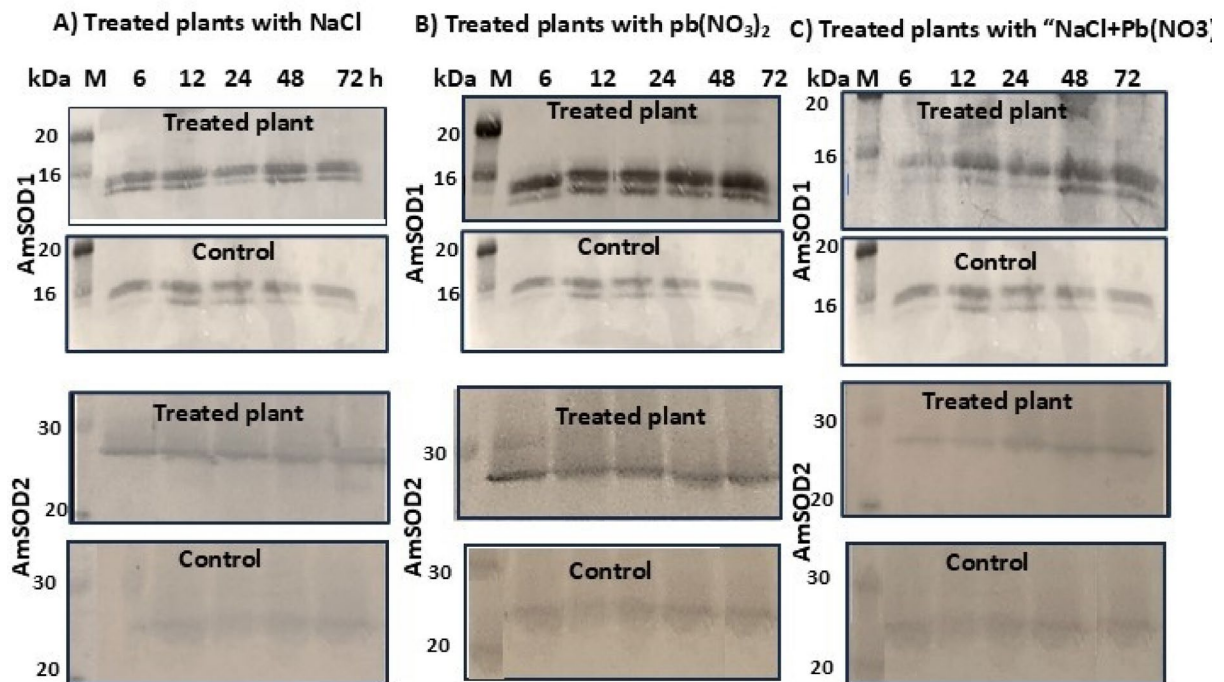 A) Treated plants with NaCl
B) Treated plants with pb(NO3)2
C) Treated plants with “NaCl+Pb(NO3)
kDa M 6 12 24 48 72 h
kDa M 6 12 24 48 72
kDa M 6 12 24 48 72
AmSOD1
20
16
Treated plant
20
16
Control
AmSOD1
20
16
Treated plant
20
16
Control
AmSOD1
20
16
Treated plant
20
16
Control
AmSOD2
30
20
Treated plant
30
20
Control
AmSOD2
30
Treated plant
30
20
Control
AmSOD2
30
20
Treated plant
30
20
Control